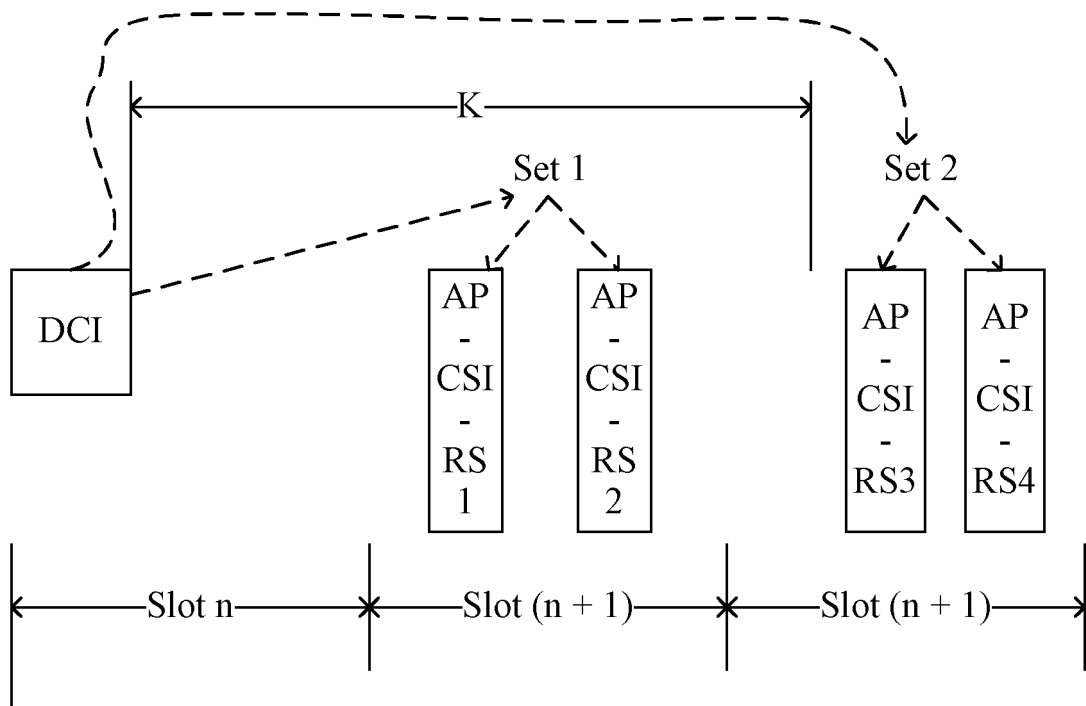 K
Set 1
Set 2
DCI
AP
-
CSI
-
RS
1
AP
-
CSI
-
RS
2
AP
-
CSI
-
RS3
AP
-
CSI
-
RS4
Slot n
Slot (n + 1)
Slot (n + 1)